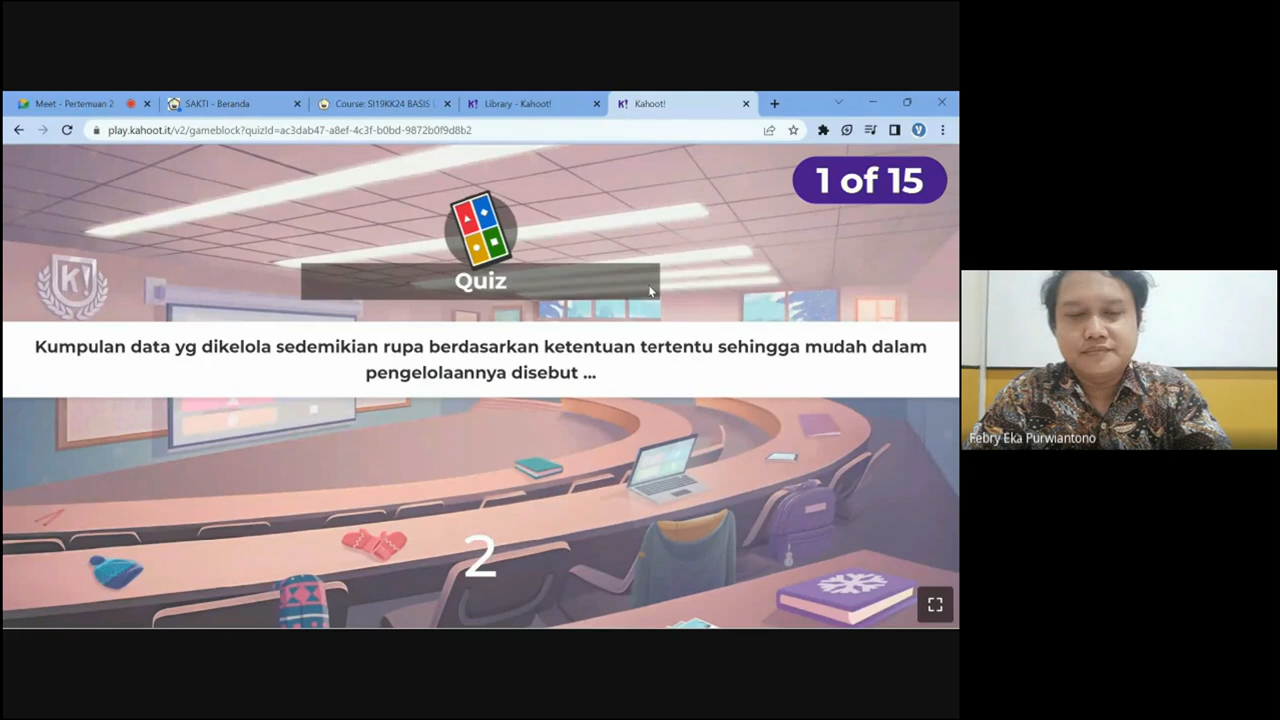 Meet - Pertemuan 2
SAKTI - Beranda
Course: SI19KK24 BASIS
Library - Kahoot!
Kahoot!
play.kahoot.it/v2/gameblock?quizId=ac3dab47-a8ef-4c3f-b0bd-9872b0f9d8b2
V
1 of 15
K!
Quiz
Kumpulan data yg dikelola sedemikian rupa berdasarkan ketentuan tertentu sehingga mudah dalam
pengelolaannya disebut ...
2
Febry Eka Purwiantono